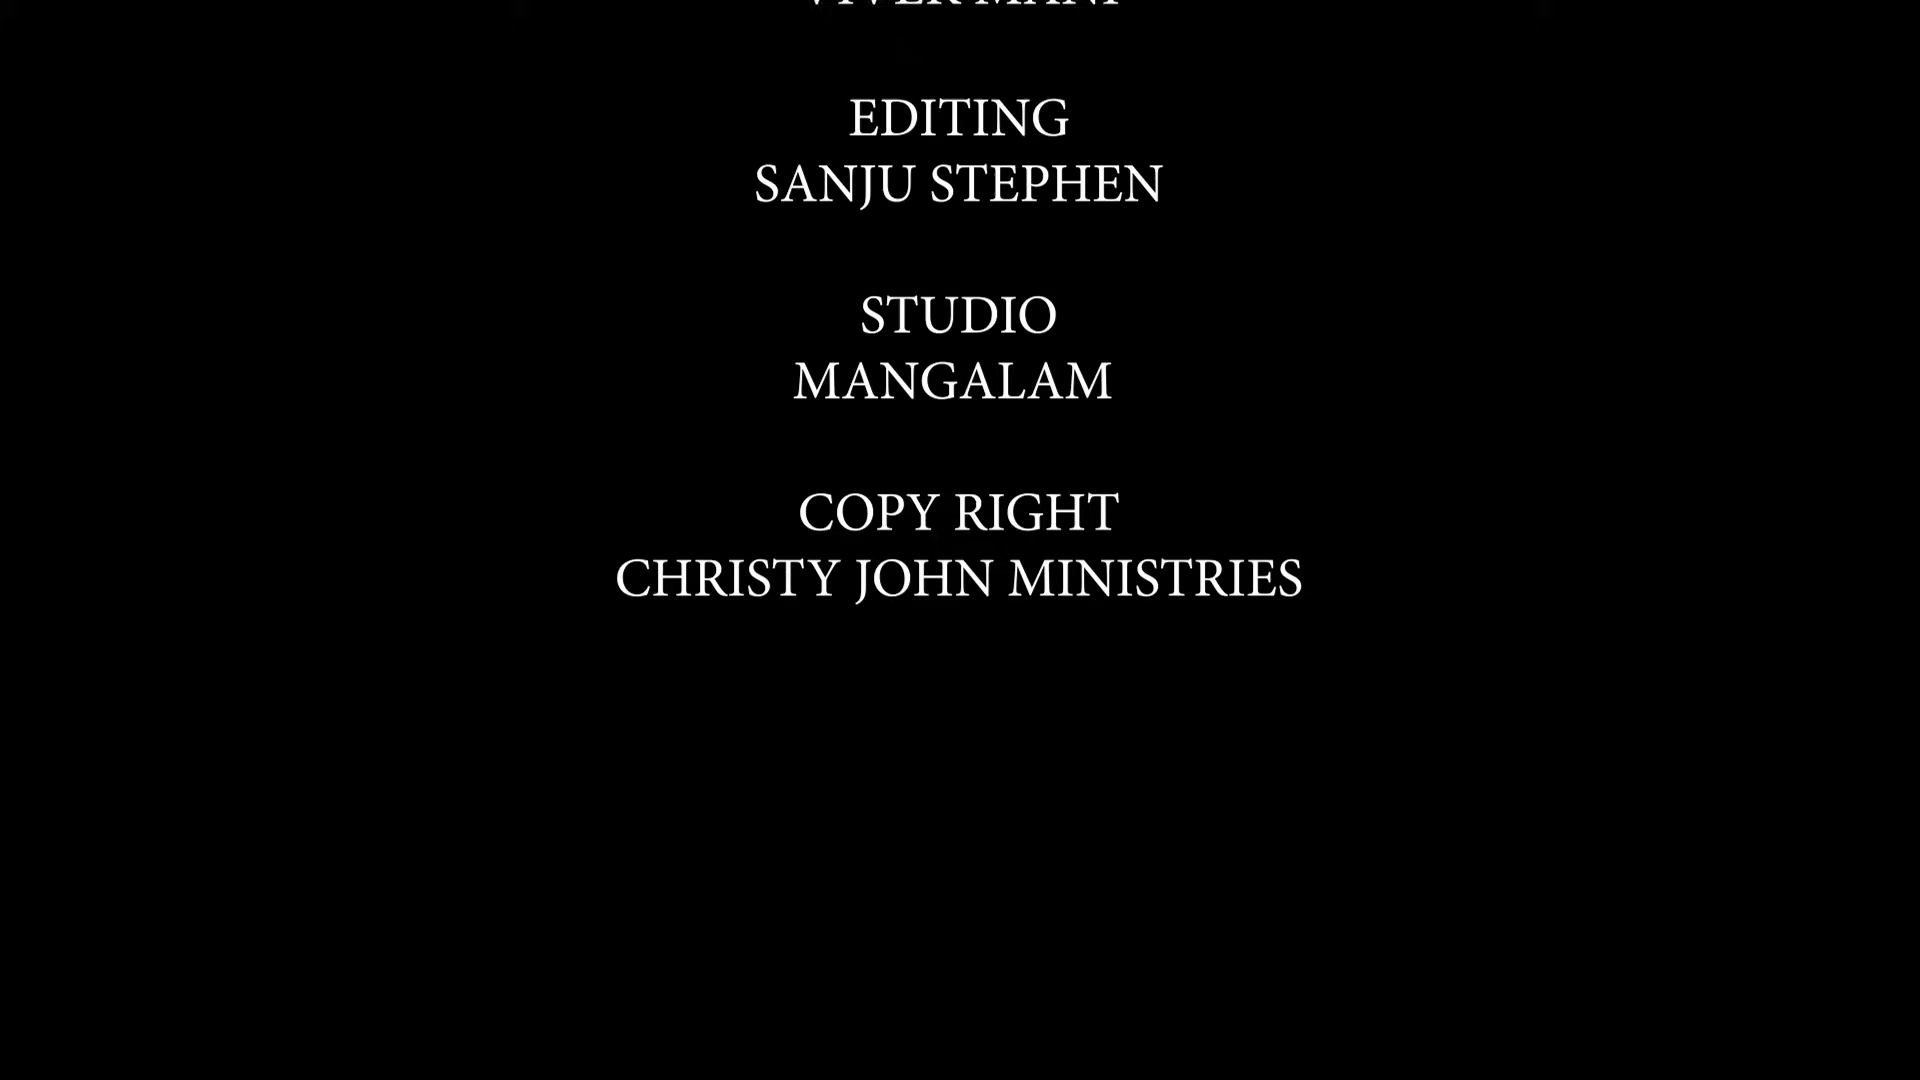 EDITING
SANJU STEPHEN
STUDIO
MANGALAM
COPY RIGHT
CHRISTY JOHN MINISTRIES